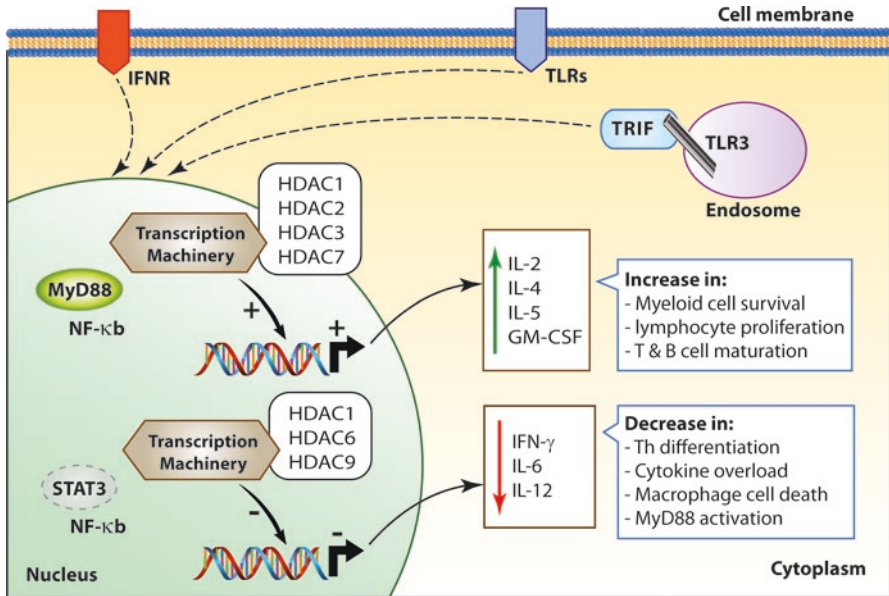 Cell membrane
IFNR
TLRs
TRIF
TLR3
Endosome
HDAC1
HDAC2
HDAC3
HDAC7
Transcription
Machinery
MyD88
NF-κb
+
+
IL-2
IL-4
IL-5
GM-CSF
Increase in:
- Myeloid cell survival
- lymphocyte proliferation
- T & B cell maturation
HDAC1
HDAC6
HDAC9
Transcription
Machinery
STAT3
NF-κb
-
-
IFN-γ
IL-6
IL-12
Decrease in:
- Th differentiation
- Cytokine overload
- Macrophage cell death
- MyD88 activation
Nucleus
Cytoplasm